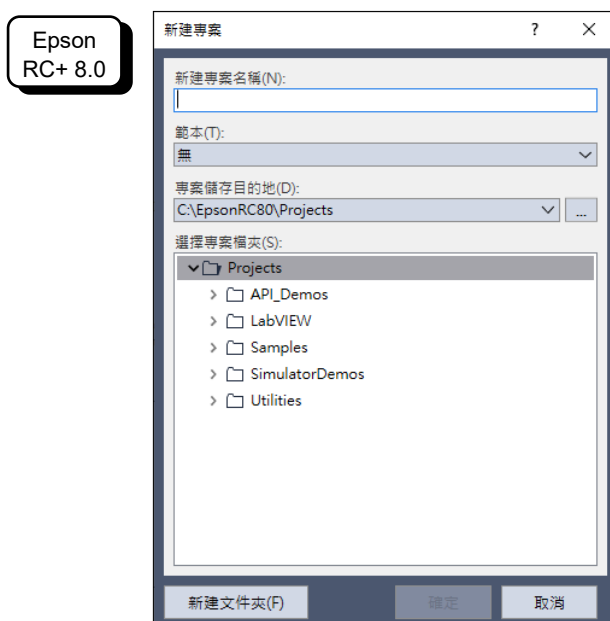 Epson
RC+ 8.0
新建專案
?
新建專案名稱(N):
範本(T):
無
專案儲存目的地(D):
C:\EpsonRC80\Projects
...
選擇專案檔夾(S):
Projects
API_Demos
LabVIEW
Samples
SimulatorDemos
Utilities
新建文件夾(F)
確定
取消